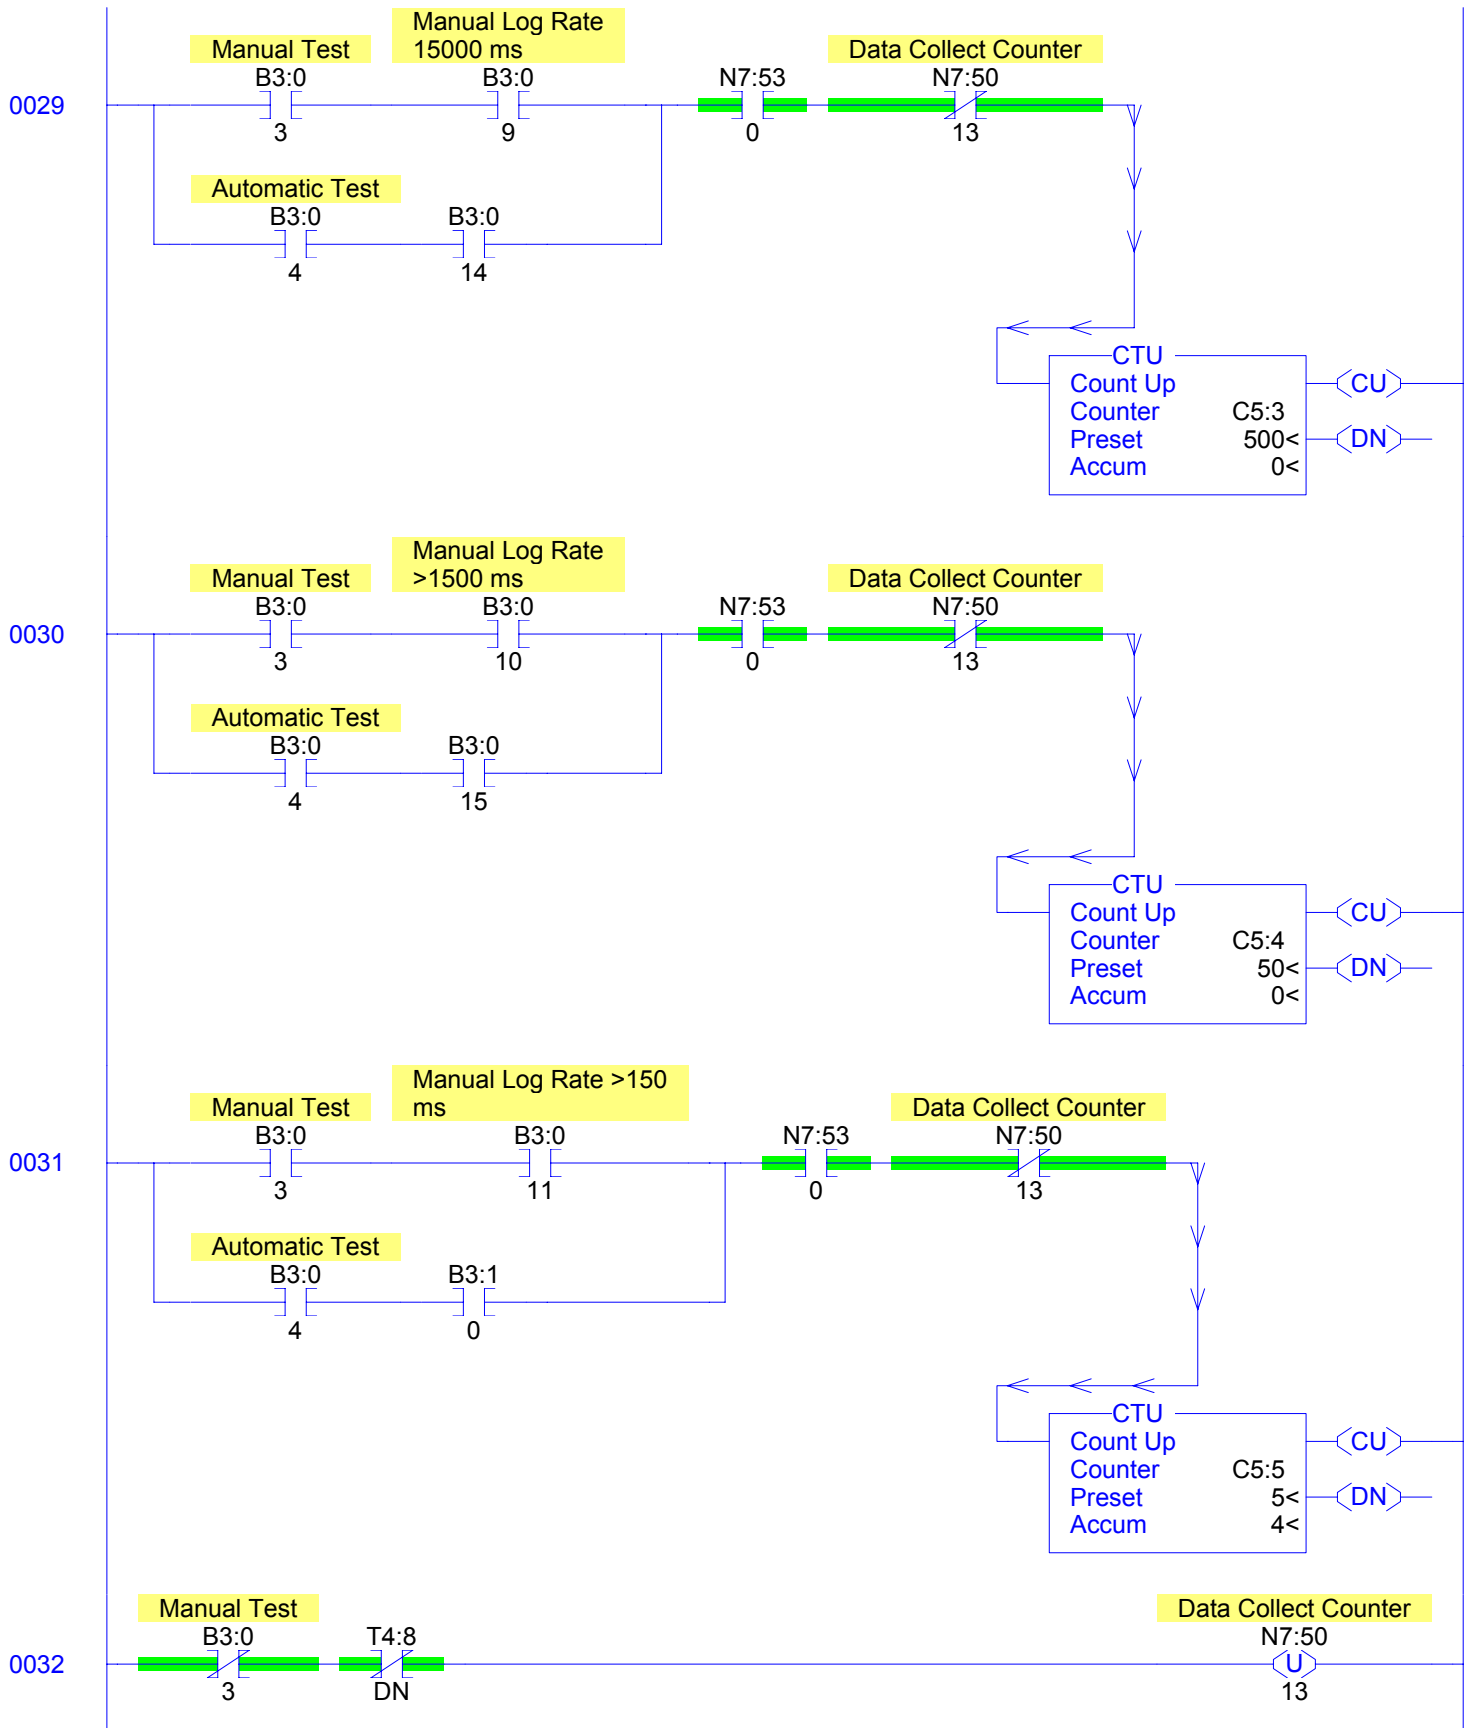 Manual Log Rate
Manual Test 15000 ms Data Collect Counter
B3:0 B3:0 N7:53 N7:50
0029
3 9 0 13
Automatic Test
B3:0 B3:0
4 14
CTU
Count Up CU
Counter C5:3
Preset 500< DN
Accum 0<
Manual Log Rate
Manual Test >1500 ms Data Collect Counter
B3:0 B3:0 N7:53 N7:50
0030
3 10 0 13
Automatic Test
B3:0 B3:0
4 15
CTU
Count Up CU
Counter C5:4
Preset 50< DN
Accum 0<
Manual Log Rate >150
Manual Test ms Data Collect Counter
B3:0 B3:0 N7:53 N7:50
0031
3 11 0 13
Automatic Test
B3:0 B3:1
4 0
CTU
Count Up CU
Counter C5:5
Preset 5< DN
Accum 4<
Manual Test Data Collect Counter
B3:0 T4:8 N7:50
0032 U
3 DN 13